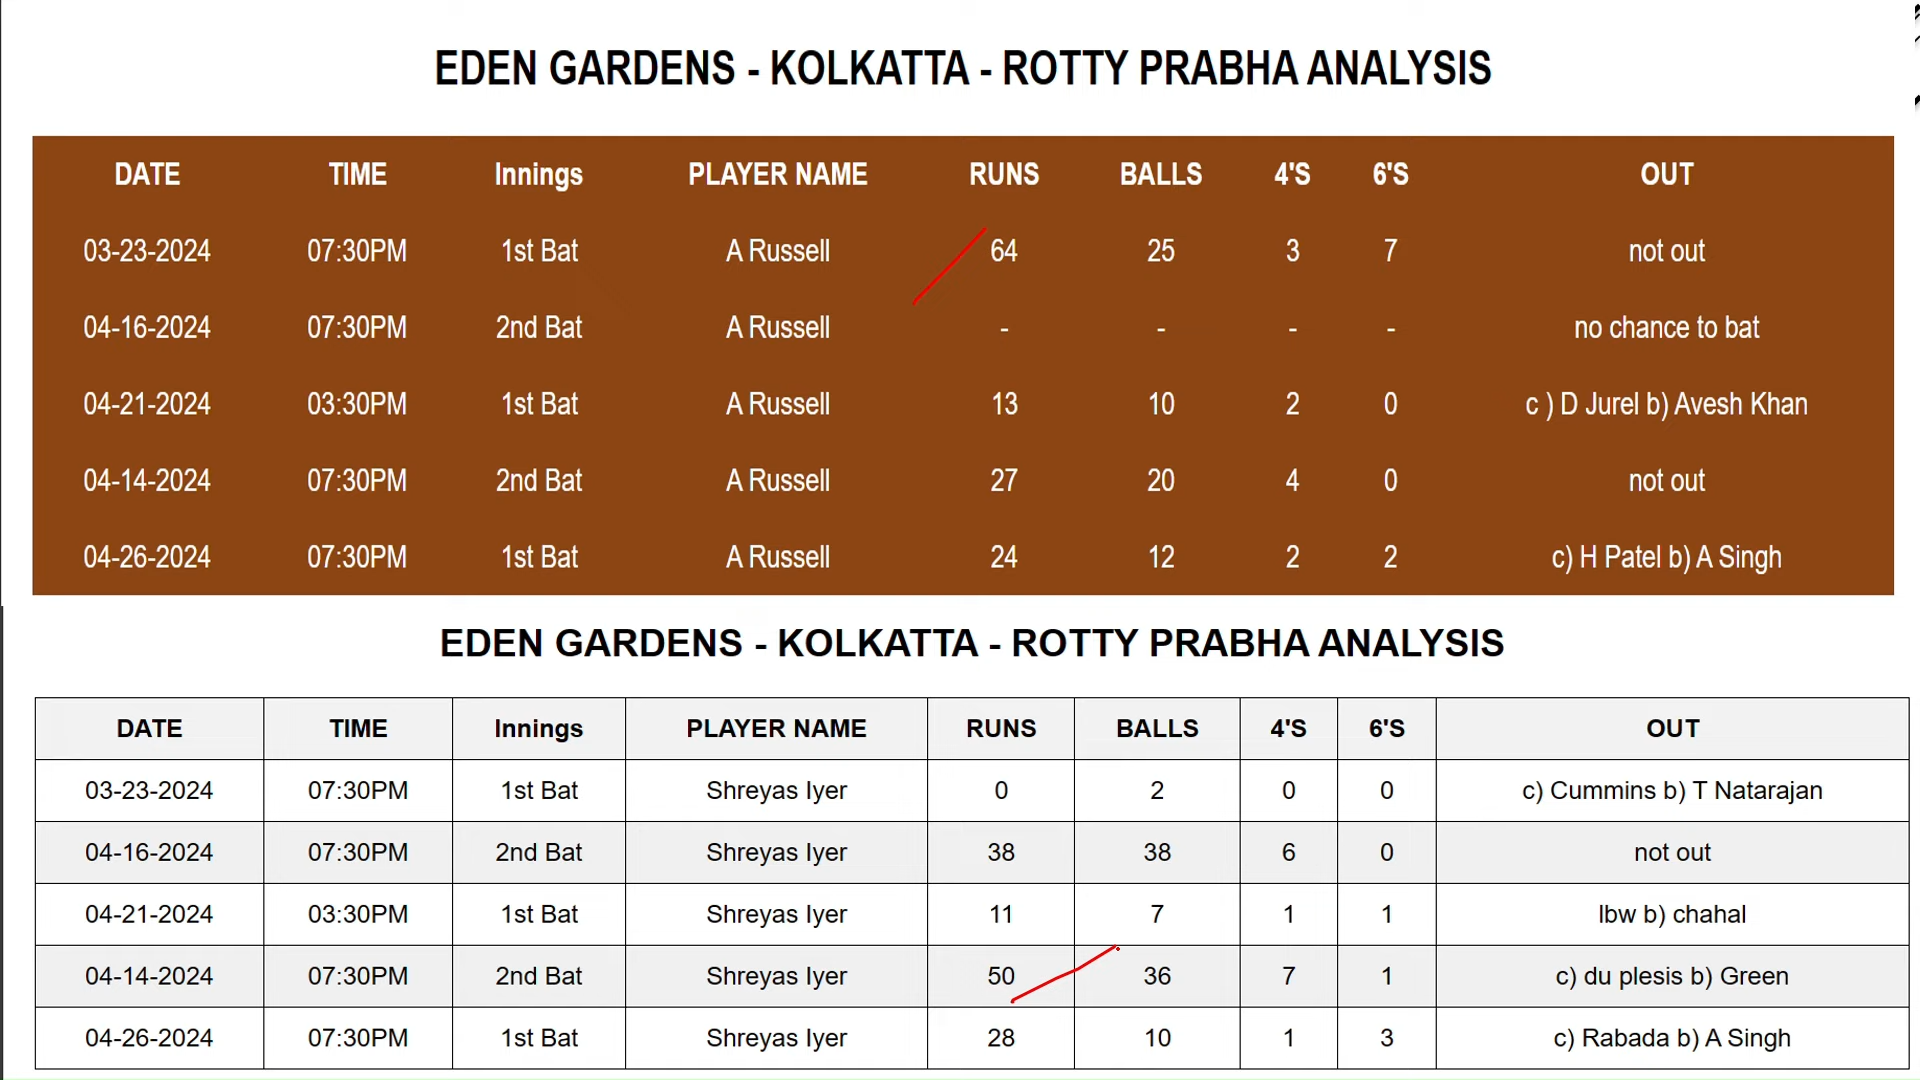 EDEN GARDENS - KOLKATTA - ROTTY PRABHA ANALYSIS
DATE TIME Innings PLAYER NAME RUNS BALLS 4'S 6'S OUT
03-23-2024 07:30PM 1st Bat A Russell 64 25 3 7 not out
04-16-2024 07:30PM 2nd Bat A Russell - - - - no chance to bat
04-21-2024 03:30PM 1st Bat A Russell 13 10 2 0 c ) D Jurel b) Avesh Khan
04-14-2024 07:30PM 2nd Bat A Russell 27 20 4 0 not out
04-26-2024 07:30PM 1st Bat A Russell 24 12 2 2 c) H Patel b) A Singh
EDEN GARDENS - KOLKATTA - ROTTY PRABHA ANALYSIS
DATE TIME Innings PLAYER NAME RUNS BALLS 4'S 6'S OUT
03-23-2024 07:30PM 1st Bat Shreyas Iyer 0 2 0 0 c) Cummins b) T Natarajan
04-16-2024 07:30PM 2nd Bat Shreyas Iyer 38 38 6 0 not out
04-21-2024 03:30PM 1st Bat Shreyas Iyer 11 7 1 1 lbw b) chahal
04-14-2024 07:30PM 2nd Bat Shreyas Iyer 50 36 7 1 c) du plesis b) Green
04-26-2024 07:30PM 1st Bat Shreyas Iyer 28 10 1 3 c) Rabada b) A Singh